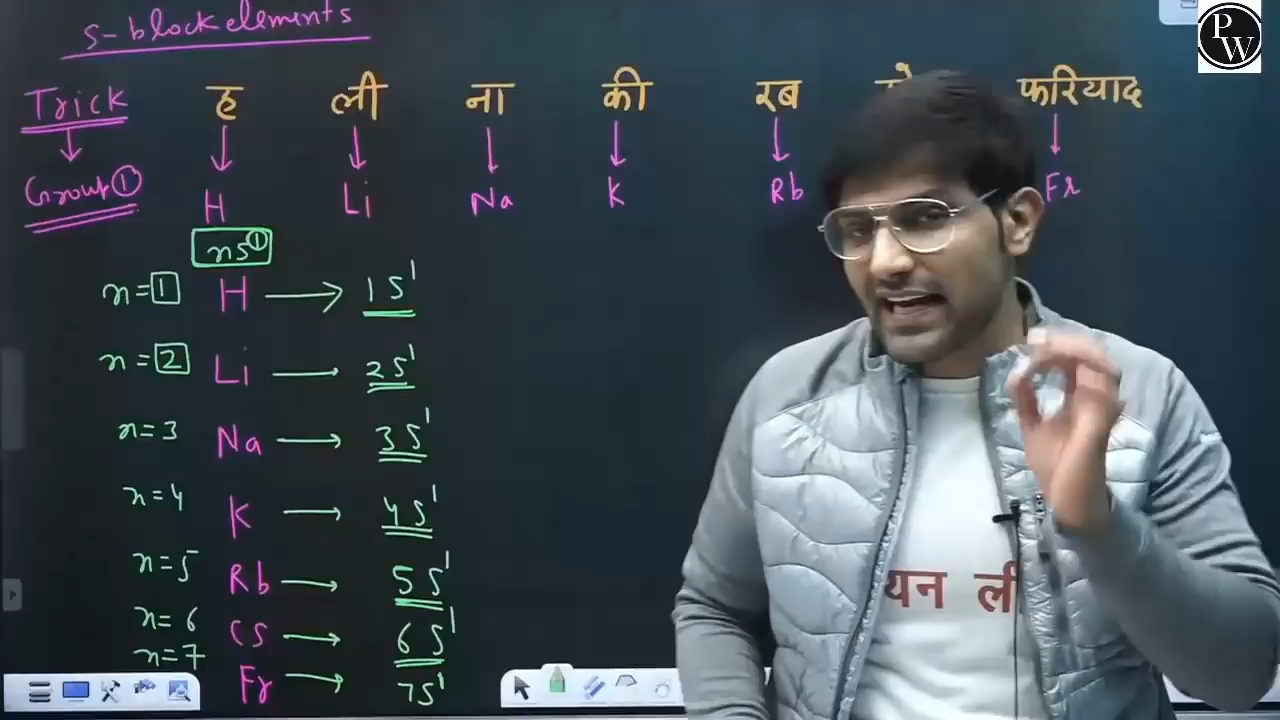 s-block elements
PW
Trick ह ली ना की रब फरियाद
Group ① H Li Na K Rb Fr
ns①
n=1 H 1s¹
n=2 Li 2s¹
n=3 Na 3s¹
n=4 K 4s¹
n=5 Rb 5s¹
n=6 Cs 6s¹
n=7 Fr 7s¹